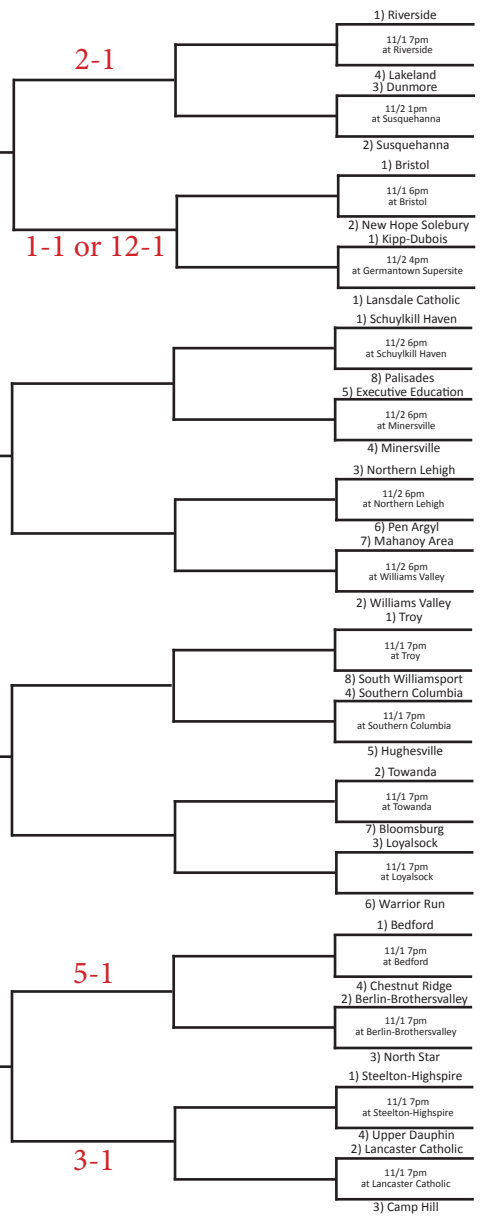 1) Riverside
2-1
11/1 7pm
at Riverside
4) Lakeland
3) Dunmore
11/2 1pm
at Susquehanna
2) Susquehanna
1) Bristol
11/1 6pm
at Bristol
1-1 or 12-1
2) New Hope Solebury
1) Kipp-Dubois
11/2 4pm
at Germantown Supersite
1) Lansdale Catholic
1) Schuylkill Haven
11/2 6pm
at Schuylkill Haven
8) Palisades
5) Executive Education
11/2 6pm
at Minersville
4) Minersville
3) Northern Lehigh
11/2 6pm
at Northern Lehigh
6) Pen Argyl
7) Mahanoy Area
11/2 6pm
at Williams Valley
2) Williams Valley
1) Troy
11/1 7pm
at Troy
8) South Williamsport
4) Southern Columbia
11/1 7pm
at Southern Columbia
5) Hughesville
2) Towanda
11/1 7pm
at Towanda
7) Bloomsburg
3) Loyalsock
11/1 7pm
at Loyalsock
6) Warrior Run
1) Bedford
11/1 7pm
at Bedford
5-1
4) Chestnut Ridge
2) Berlin-Brothersvalley
11/1 7pm
at Berlin-Brothersvalley
3) North Star
1) Steelton-Highspire
11/1 7pm
at Steelton-Highspire
4) Upper Dauphin
2) Lancaster Catholic
3-1
11/1 7pm
at Lancaster Catholic
3) Camp Hill